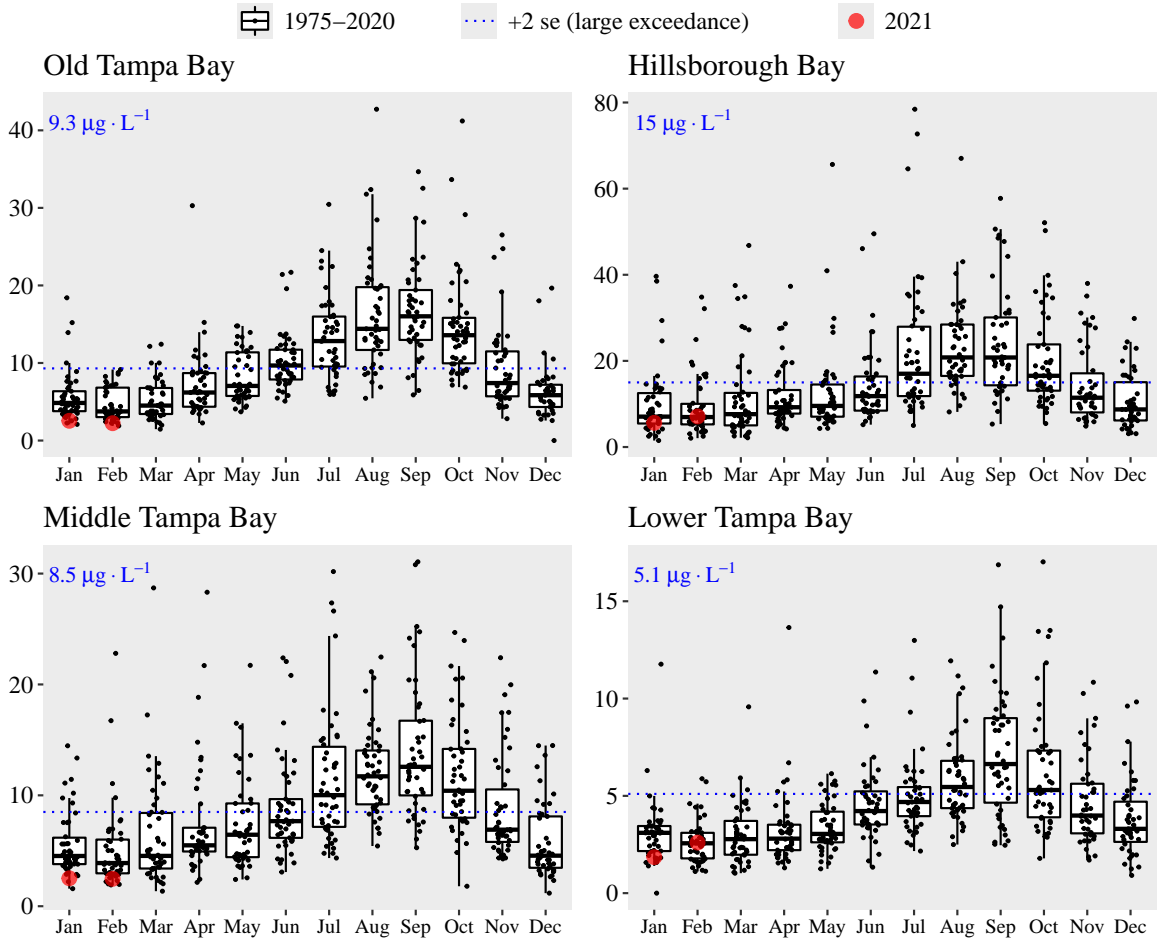 1975−2020 +2 se (large exceedance) 2021
Old Tampa Bay
9.3 μg · L⁻¹
40
30
20
10
0
Jan Feb Mar Apr May Jun Jul Aug Sep Oct Nov Dec
Hillsborough Bay
15 μg · L⁻¹
80
60
40
20
0
Jan Feb Mar Apr May Jun Jul Aug Sep Oct Nov Dec
Middle Tampa Bay
8.5 μg · L⁻¹
30
20
10
0
Jan Feb Mar Apr May Jun Jul Aug Sep Oct Nov Dec
Lower Tampa Bay
5.1 μg · L⁻¹
15
10
5
0
Jan Feb Mar Apr May Jun Jul Aug Sep Oct Nov Dec